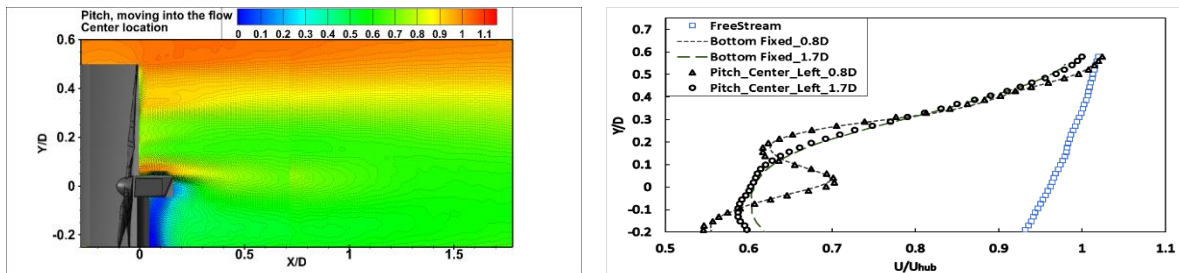 Pitch, moving into the flow
Center location
0 0.1 0.2 0.3 0.4 0.5 0.6 0.7 0.8 0.9 1 1.1
0.6
0.4
0.2
0
-0.2
Y/D
0 0.5 1 1.5
X/D
0.7
0.6
0.5
0.4
0.3
0.2
0.1
0
-0.1
-0.2
Y/D
FreeStream
Bottom Fixed_0.8D
Bottom Fixed_1.7D
Pitch_Center_Left_0.8D
Pitch_Center_Left_1.7D
0.5 0.6 0.7 0.8 0.9 1 1.1
U/Uhub